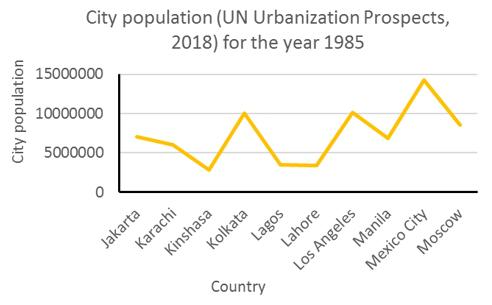 City population (UN Urbanization Prospects,
2018) for the year 1985
City population
15000000
10000000
5000000
0
Jakarta
Karachi
Kinshasa
Kolkata
Lagos
Lahore
Los Angeles
Manila
Mexico City
Moscow
Country